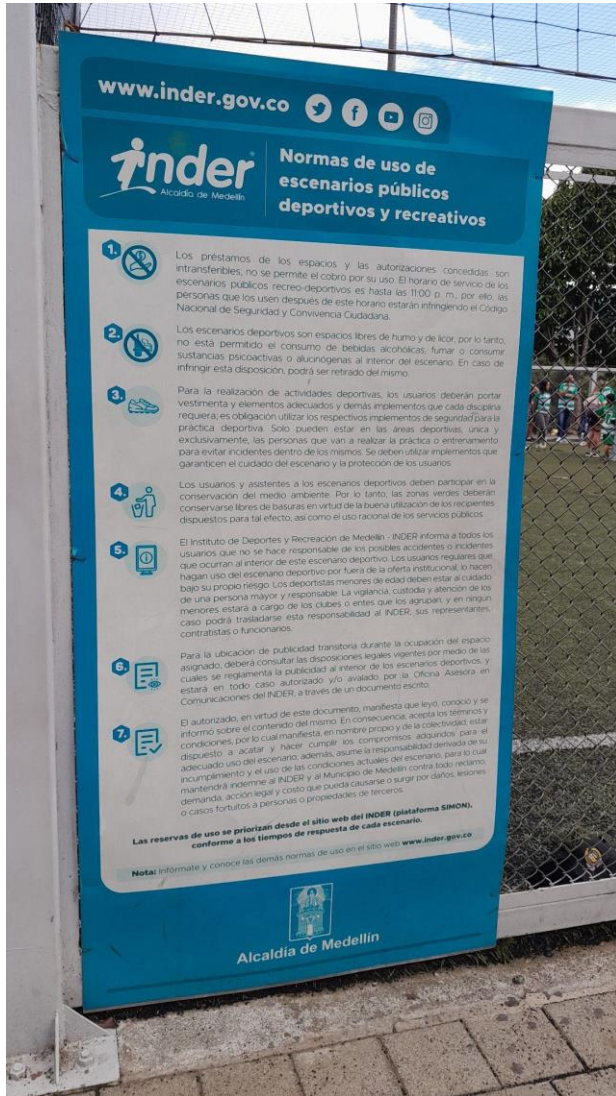 www.inder.gov.co
inder
Alcaldía de Medellín
Normas de uso de
escenarios públicos
deportivos y recreativos
1.
Los préstamos de los espacios y las autorizaciones concedidas son
intransferibles; no se permite el cobro por su uso. El horario de servicio de los
escenarios públicos recreo-deportivos es hasta las 11:00 p. m., por ello, las
personas que los usen después de este horario estarán infringiendo el Código
Nacional de Seguridad y Convivencia Ciudadana.
2.
Los escenarios deportivos son espacios libres de humo y de licor, por lo tanto,
no está permitido el consumo de bebidas alcohólicas, fumar o consumir
sustancias psicoactivas o alucinógenas al interior del escenario. En caso de
infringir esta disposición, podrá ser retirado del mismo.
3.
Para la realización de actividades deportivas, los usuarios deberán portar
vestimenta y elementos adecuados y demás implementos que cada disciplina
requiera; es obligación utilizar los respectivos implementos de seguridad para la
práctica deportiva. Solo pueden estar en las áreas deportivas, única y
exclusivamente, las personas que van a realizar la práctica o entrenamiento
para evitar incidentes dentro de los mismos. Se deben utilizar implementos que
garanticen el cuidado del escenario y la protección de los usuarios.
4.
Los usuarios y asistentes a los escenarios deportivos deben participar en la
conservación del medio ambiente. Por lo tanto, las zonas verdes deberán
conservarse libres de basuras en virtud de la buena utilización de los recipientes
dispuestos para tal efecto, así como el uso racional de los servicios públicos.
5.
El Instituto de Deportes y Recreación de Medellín - INDER informa a todos los
usuarios que no se hace responsable de los posibles accidentes o incidentes
que ocurran al interior de este escenario deportivo. Los usuarios regulares que
hagan uso del escenario deportivo por fuera de la oferta institucional, lo hacen
bajo su propio riesgo. Los deportistas menores de edad deben estar al cuidado
de una persona mayor y responsable. La vigilancia, custodia y atención de los
menores estará a cargo de los clubes o entes que los agrupan, y en ningún
caso podrá trasladarse esta responsabilidad al INDER, sus representantes,
contratistas o funcionarios.
6.
Para la ubicación de publicidad transitoria durante la ocupación del espacio
asignado, deberá consultar las disposiciones legales vigentes por medio de las
cuales se reglamenta la publicidad al interior de los escenarios deportivos, y
estará en todo caso autorizado y/o avalado por la Oficina Asesora en
Comunicaciones del INDER, a través de un documento escrito.
7.
El autorizado, en virtud de este documento, manifiesta que leyó, conoció y se
informó sobre el contenido del mismo. En consecuencia, acepta los términos y
condiciones, por lo cual manifiesta, en nombre propio y de la colectividad, estar
dispuesto a acatar y hacer cumplir los compromisos adquiridos para el
adecuado uso del escenario; además, asume la responsabilidad derivada de su
incumplimiento y el uso de las condiciones actuales del escenario, para lo cual
mantendrá indemne al INDER y al Municipio de Medellín contra todo reclamo,
demanda, acción legal y costo que pueda causarse o surgir por daños, lesiones
o casos fortuitos a personas o propiedades de terceros.
Las reservas de uso se priorizan desde el sitio web del INDER (plataforma SIMON),
conforme a los tiempos de respuesta de cada escenario.
Nota: Infórmate y conoce las demás normas de uso en el sitio web www.inder.gov.co
Alcaldía de Medellín